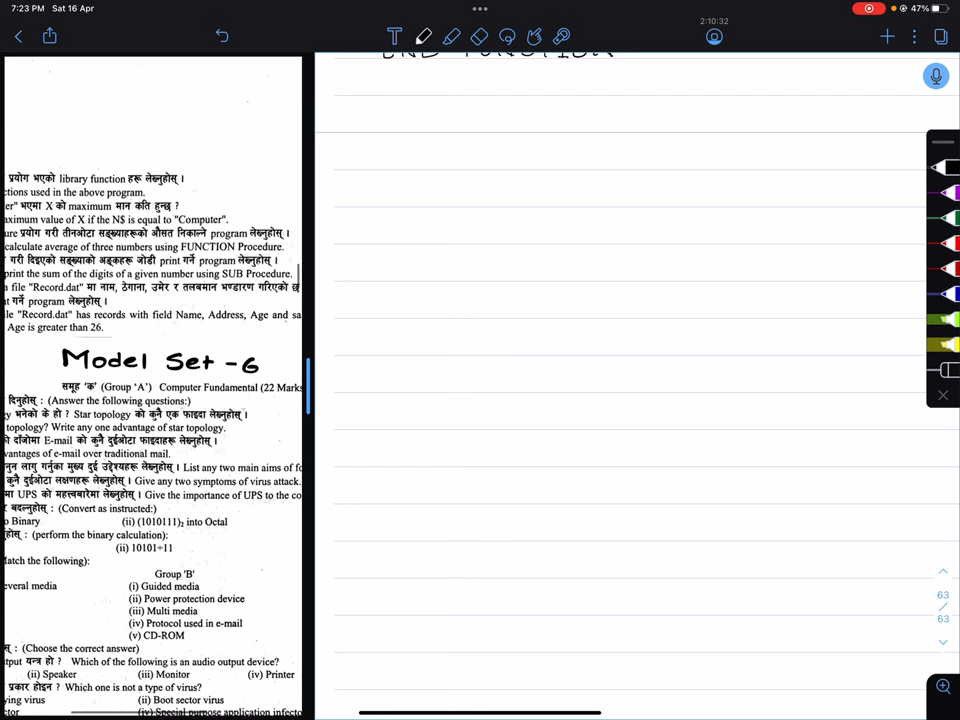 7:23 PM Sat 16 Apr
47%
2:10:32
END FUNCTION
प्रयोग भएको library function हरू लेख्नुहोस् ।
ctions used in the above program.
er" भएमा X को maximum मान कति हुन्छ ?
aximum value of X if the N$ is equal to "Computer".
ure प्रयोग गरी तीनओटा सङ्ख्याहरूको औसत निकाल्ने program लेख्नुहोस् ।
calculate average of three numbers using FUNCTION Procedure.
गरी दिइएको सङ्ख्याको अङ्कहरू जोडी print गर्ने program लेख्नुहोस् ।
print the sum of the digits of a given number using SUB Procedure.
a file "Record.dat" मा नाम, ठेगाना, उमेर र तलबमान भण्डारण गरिएको छ
t गर्ने program लेख्नुहोस् ।
ile "Record.dat" has records with field Name, Address, Age and sa
Age is greater than 26.
Model Set -6
समूह 'क' (Group 'A') Computer Fundamental (22 Marks
दिनुहोस् : (Answer the following questions:)
y भनेको के हो ? Star topology को कुनै एक फाइदा लेख्नुहोस् ।
topology? Write any one advantage of star topology.
को दाँजोमा E-mail को कुनै दुईओटा फाइदाहरू लेख्नुहोस् ।
vantages of e-mail over traditional mail.
नुन लागु गर्नुका मुख्य दुई उद्देश्यहरू लेख्नुहोस् । List any two main aims of fo
कुनै दुईओटा लक्षणहरू लेख्नुहोस् । Give any two symptoms of virus attack.
मा UPS को महत्त्वबारेमा लेख्नुहोस् । Give the importance of UPS to the co
बदल्नुहोस् : (Convert as instructed:)
o Binary (ii) (1010111)₂ into Octal
होस् : (perform the binary calculation):
(ii) 10101÷11
Match the following):
Group 'B'
everal media (i) Guided media
(ii) Power protection device
(iii) Multi media
(iv) Protocol used in e-mail
(v) CD-ROM
स् : (Choose the correct answer)
tput यन्त्र हो ? Which of the following is an audio output device?
(ii) Speaker (iii) Monitor (iv) Printer
प्रकार होइन ? Which one is not a type of virus?
ying virus (ii) Boot sector virus
ctor (iv) Special purpose application infecto
63
/
63